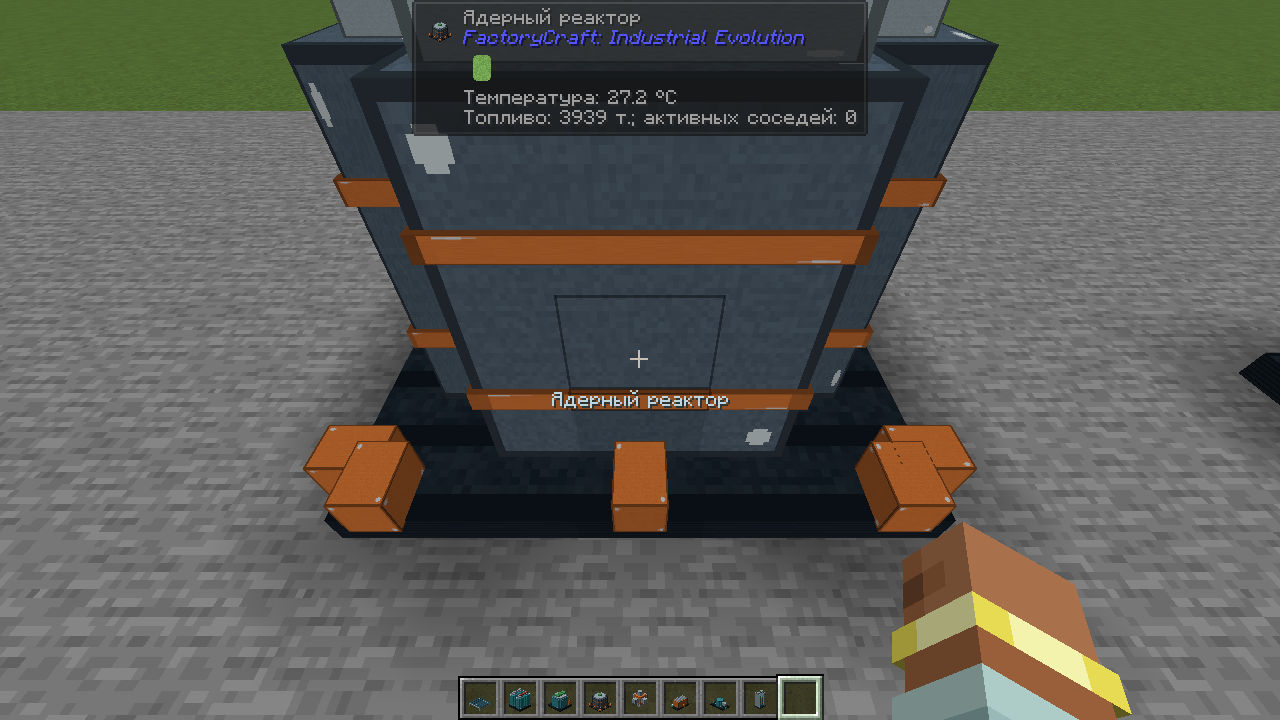 Ядерный реактор
FactoryCraft: Industrial Evolution
Температура: 27.2 °C
Топливо: 3939 т.; активных соседей: 0
Ядерный реактор